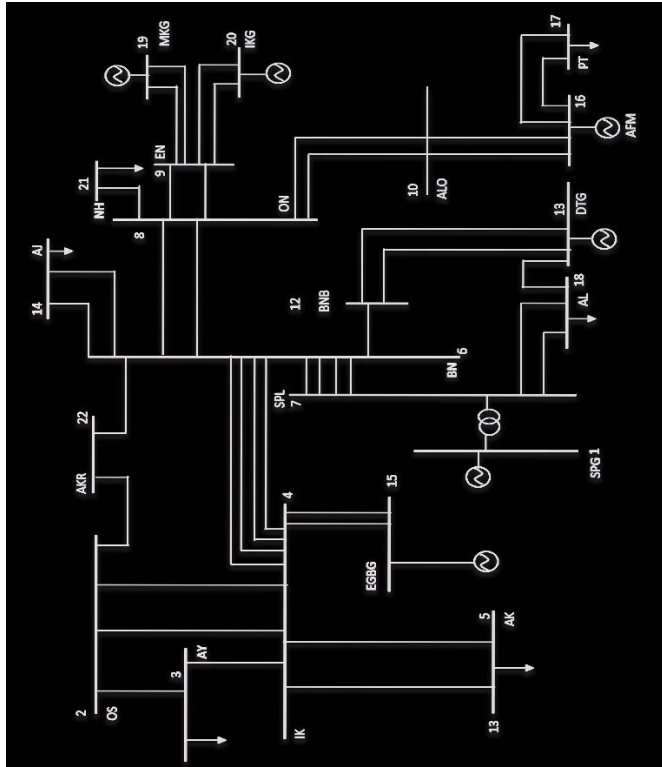 17
PT
19
MKG
20
IKG
16
AFM
EN
9
21
NH
10
ALO
ON
8
13
DTG
AJ
14
12
BNB
18
AL
6
BN
SPL
7
22
AKR
SPG 1
4
15
EGBG
5
AK
3
AY
2
OS
IK
13